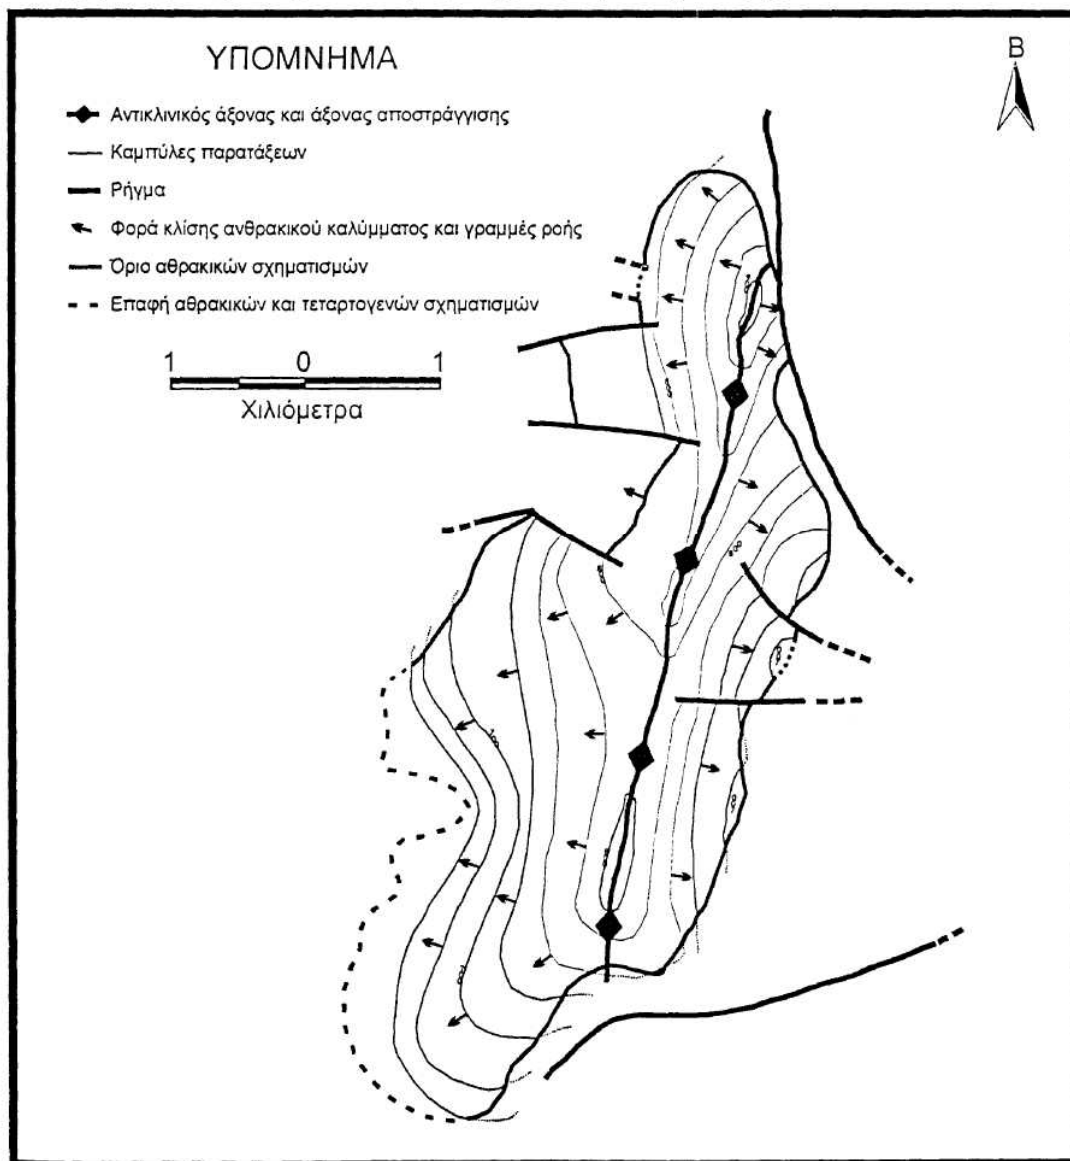 ΥΠΟΜΝΗΜΑ
Β
Αντικλινικός άξονας και άξονας αποστράγγισης
Καμπύλες παρατάξεων
Ρήγμα
Φορά κλίσης ανθρακικού καλύμματος και γραμμές ροής
Όριο αθρακικών σχηματισμών
Επαφή αθρακικών και τεταρτογενών σχηματισμών
1 0 1
Χιλιόμετρα